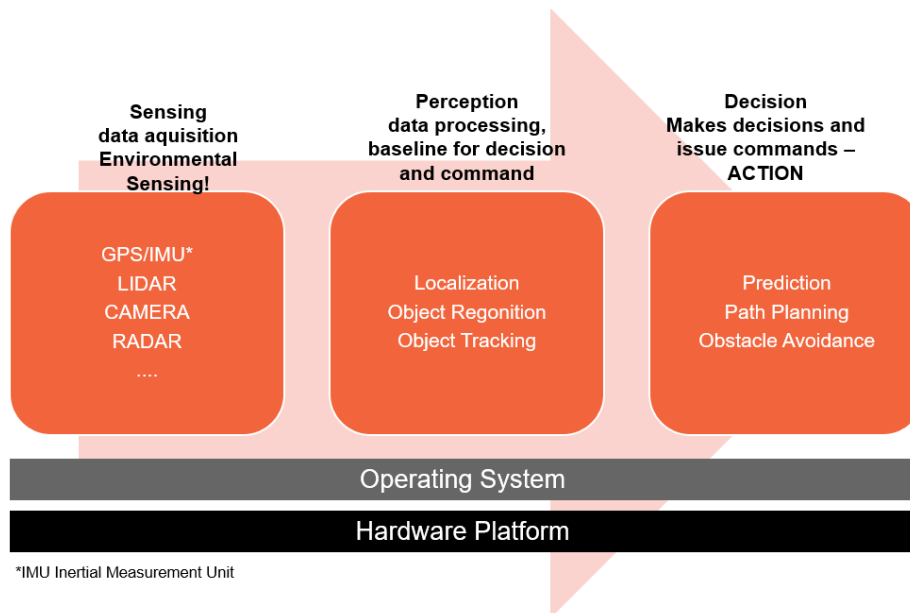 Sensing
data aquisition
Environmental
Sensing!
GPS/IMU*
LIDAR
CAMERA
RADAR
....
Perception
data processing,
baseline for decision
and command
Localization
Object Regonition
Object Tracking
Decision
Makes decisions and
issue commands –
ACTION
Prediction
Path Planning
Obstacle Avoidance
Operating System
Hardware Platform
*IMU Inertial Measurement Unit